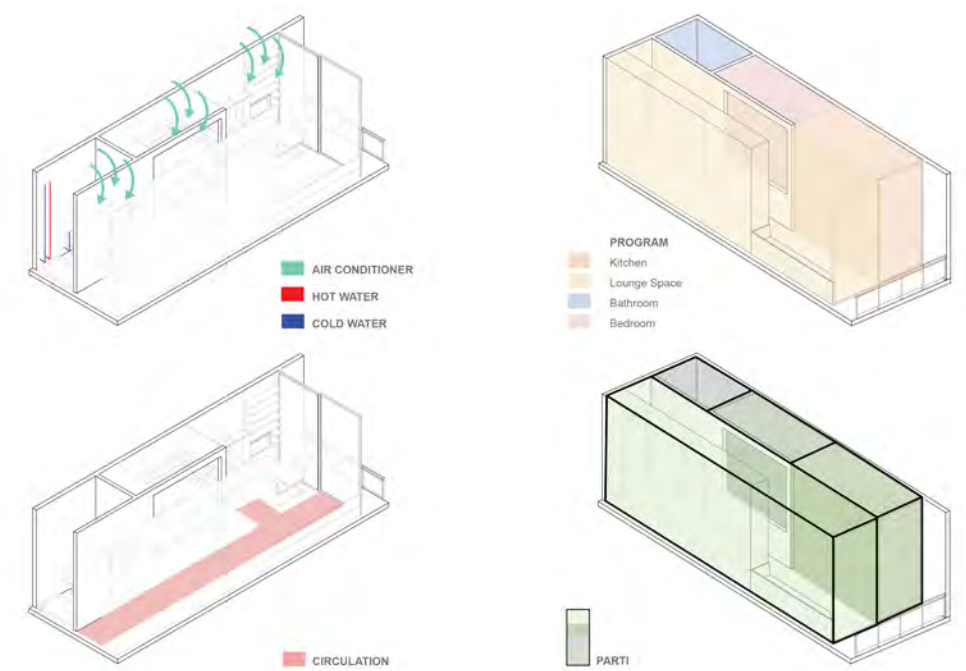 AIR CONDITIONER
HOT WATER
COLD WATER
PROGRAM
Kitchen
Lounge Space
Bathroom
Bedroom
CIRCULATION
PARTI